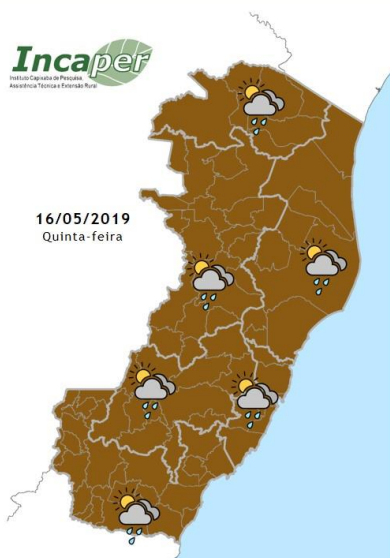 Incaper
Instituto Capixaba de Pesquisa,
Assistência Técnica e Extensão Rural
16/05/2019
Quinta-feira